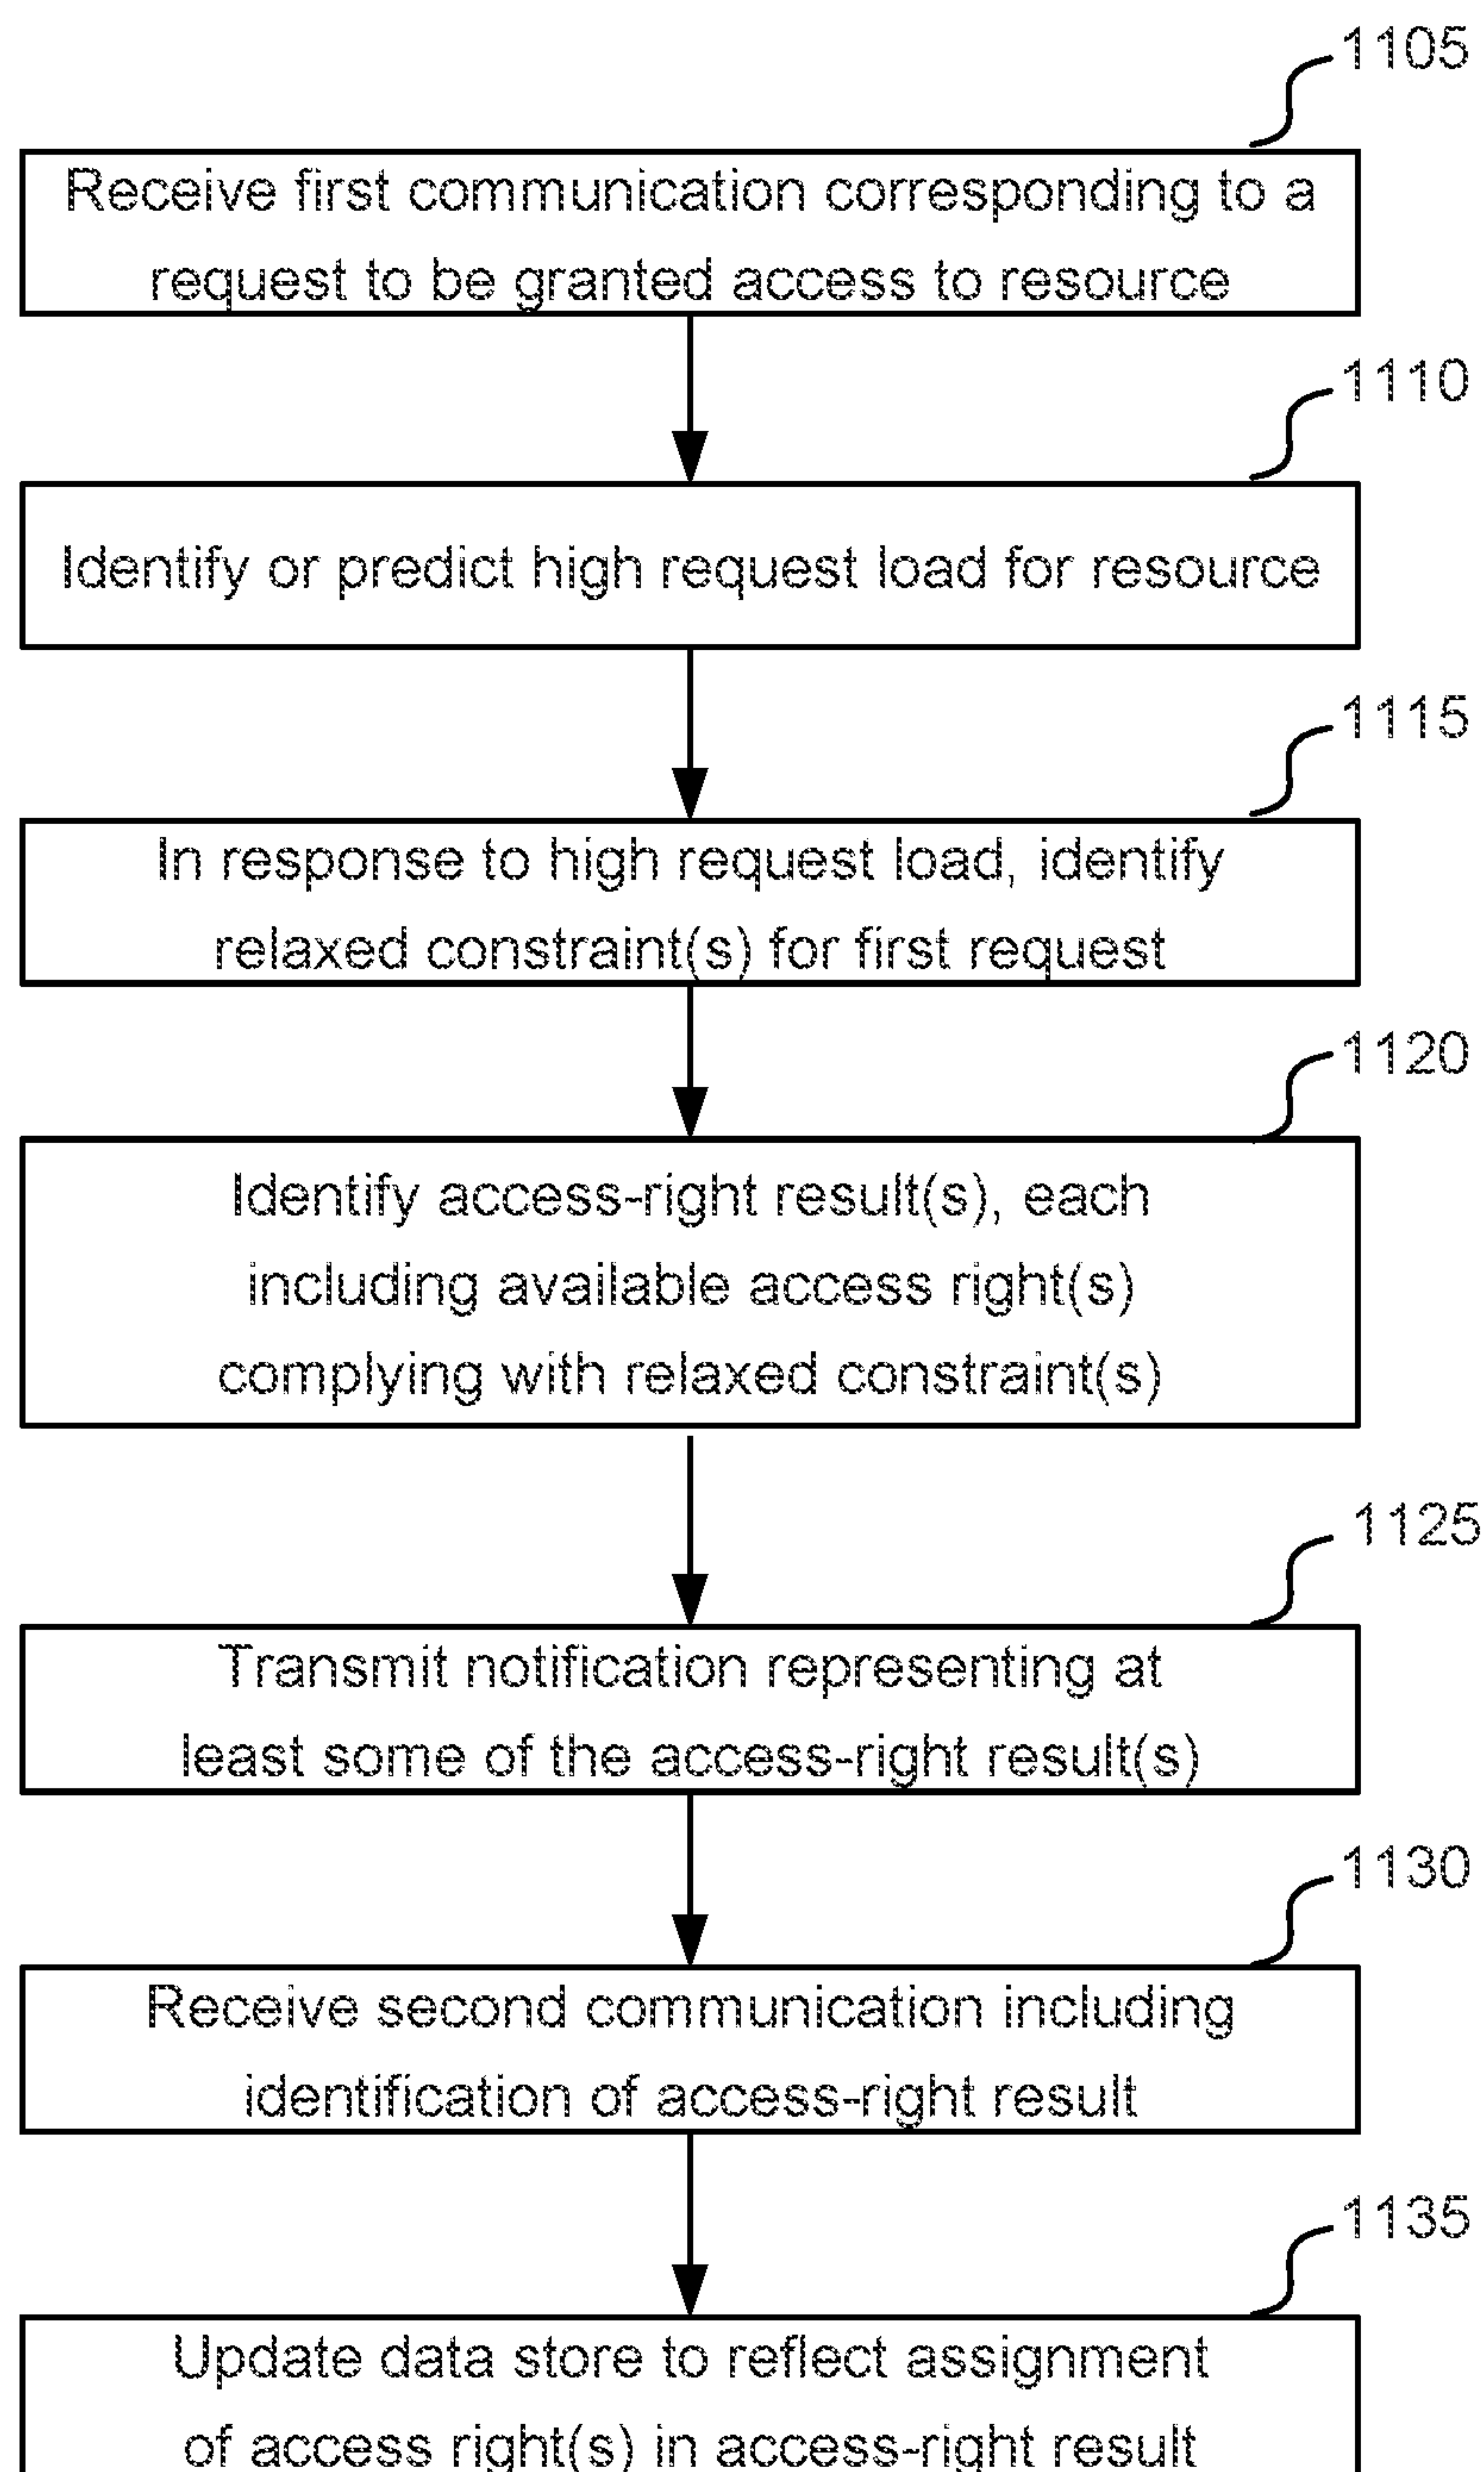 1105
Receive first communication corresponding to a
request to be granted access to resource
1110
Identify or predict high request load for resource
1115
In response to high request load, identify
relaxed constraint(s) for first request
1120
Identify access-right result(s), each
including available access right(s)
complying with relaxed constraint(s)
1125
Transmit notification representing at
least some of the access-right result(s)
1130
Receive second communication including
identification of access-right result
1135
Update data store to reflect assignment
of access right(s) in access-right result